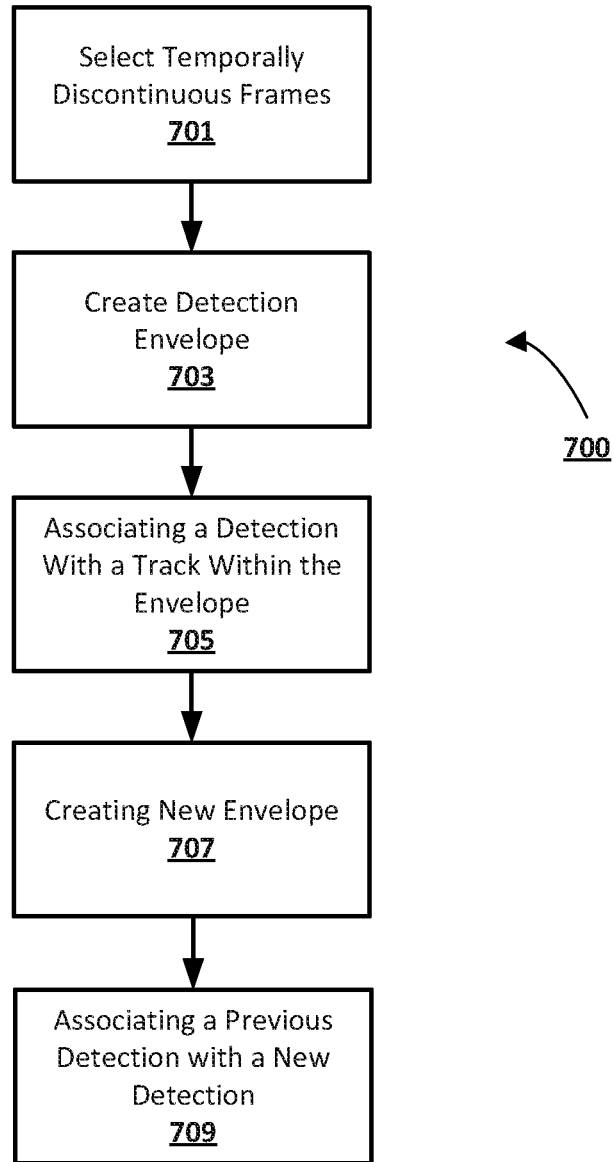 Select Temporally
Discontinuous Frames
701
Create Detection
Envelope
703
700
Associating a Detection
With a Track Within the
Envelope
705
Creating New Envelope
707
Associating a Previous
Detection with a New
Detection
709